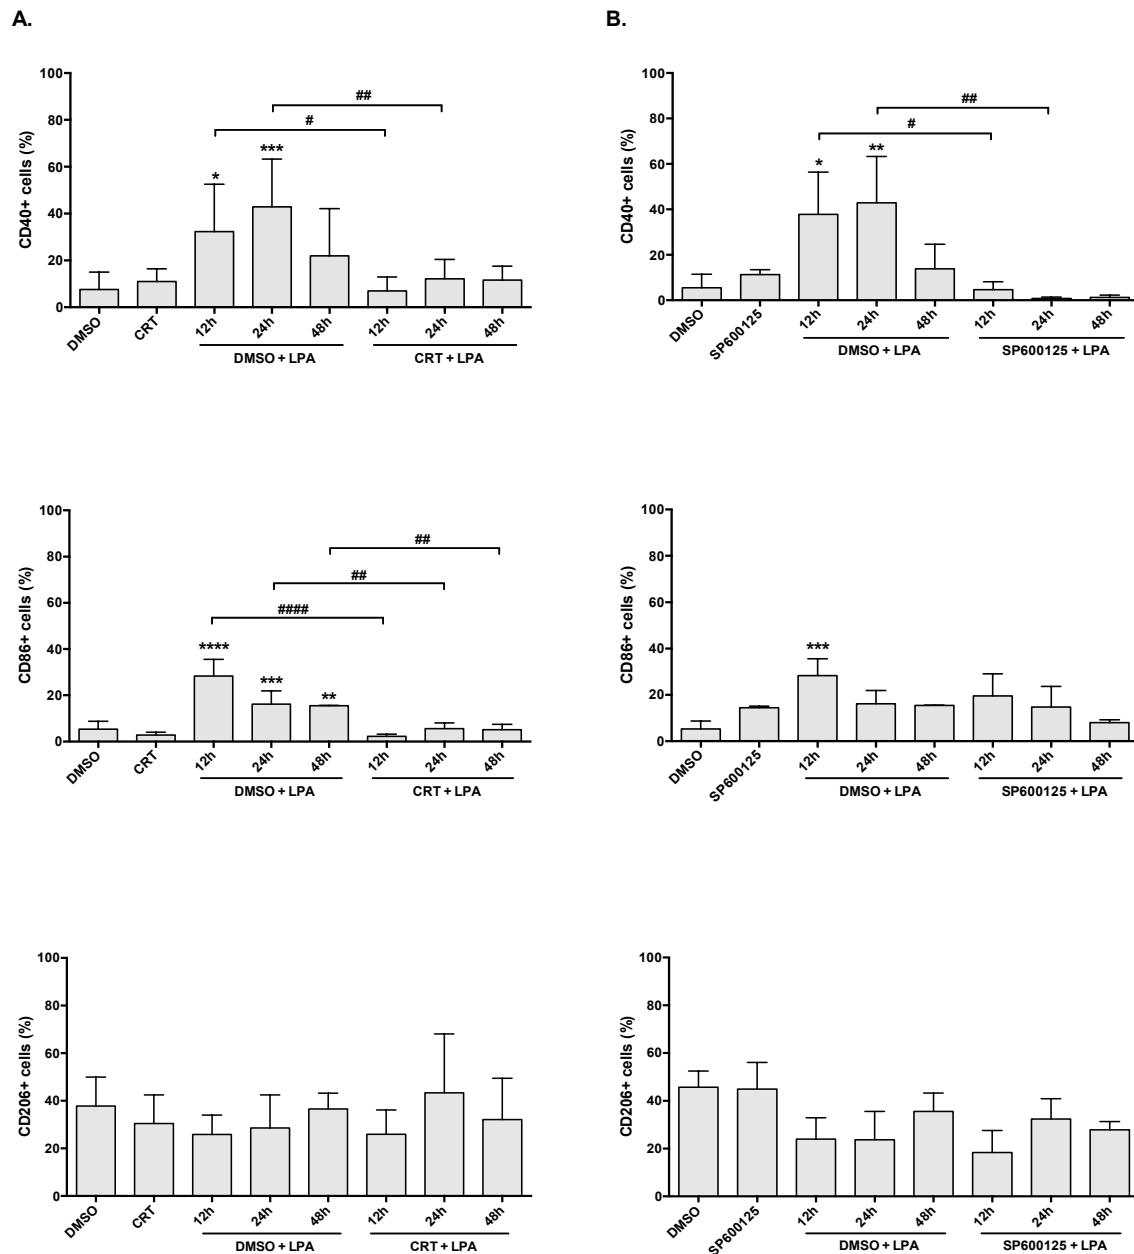 A.
B.
100
80
60
40
20
0
CD40+ cells (%)
##
#
*
***
DMSO
CRT
12h
24h
48h
12h
24h
48h
DMSO + LPA
CRT + LPA
100
80
60
40
20
0
CD40+ cells (%)
##
#
*
**
DMSO
SP600125
12h
24h
48h
12h
24h
48h
DMSO + LPA
SP600125 + LPA
100
80
60
40
20
0
CD86+ cells (%)
##
##
####
****
***
**
DMSO
CRT
12h
24h
48h
12h
24h
48h
DMSO + LPA
CRT + LPA
100
80
60
40
20
0
CD86+ cells (%)
***
DMSO
SP600125
12h
24h
48h
12h
24h
48h
DMSO + LPA
SP600125 + LPA
100
80
60
40
20
0
CD206+ cells (%)
DMSO
CRT
12h
24h
48h
12h
24h
48h
DMSO + LPA
CRT + LPA
100
80
60
40
20
0
CD206+ cells (%)
DMSO
SP600125
12h
24h
48h
12h
24h
48h
DMSO + LPA
SP600125 + LPA